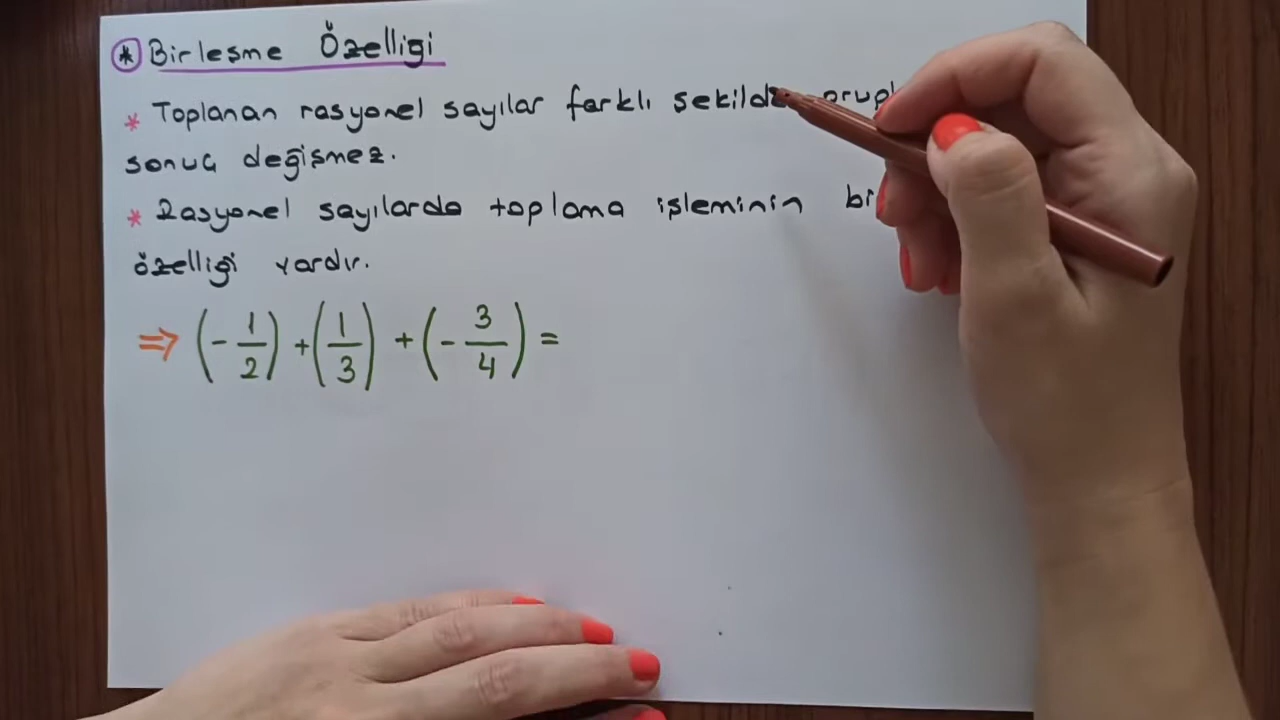 * Birleşme Özelliği
* Toplanan rasyonel sayılar farklı şekilde
sonuç değişmez.
* Rasyonel sayılarda toplama işleminin
özelliği vardır.
⇒ (-1/2) + (1/3) + (-3/4) =